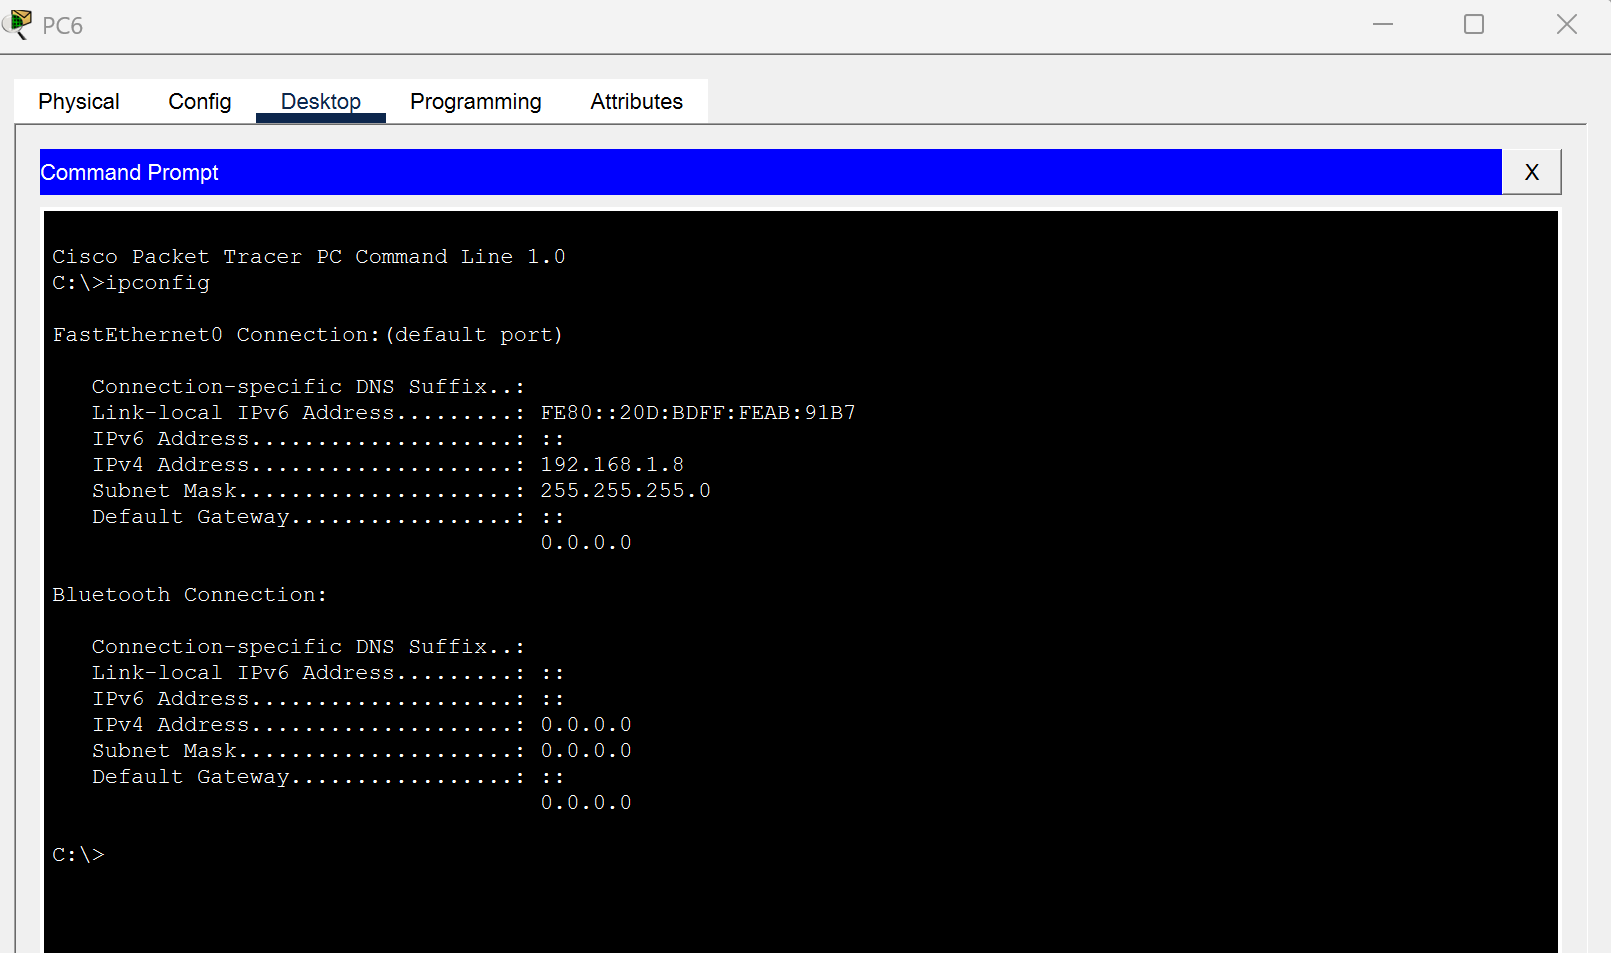 PC6
Physical Config Desktop Programming Attributes
Command Prompt X
Cisco Packet Tracer PC Command Line 1.0
C:\>ipconfig
FastEthernet0 Connection:(default port)
Connection-specific DNS Suffix..:
Link-local IPv6 Address.........: FE80::20D:BDFF:FEAB:91B7
IPv6 Address....................: ::
IPv4 Address....................: 192.168.1.8
Subnet Mask.....................: 255.255.255.0
Default Gateway.................: ::
0.0.0.0
Bluetooth Connection:
Connection-specific DNS Suffix..:
Link-local IPv6 Address.........: ::
IPv6 Address....................: ::
IPv4 Address....................: 0.0.0.0
Subnet Mask.....................: 0.0.0.0
Default Gateway.................: ::
0.0.0.0
C:\>